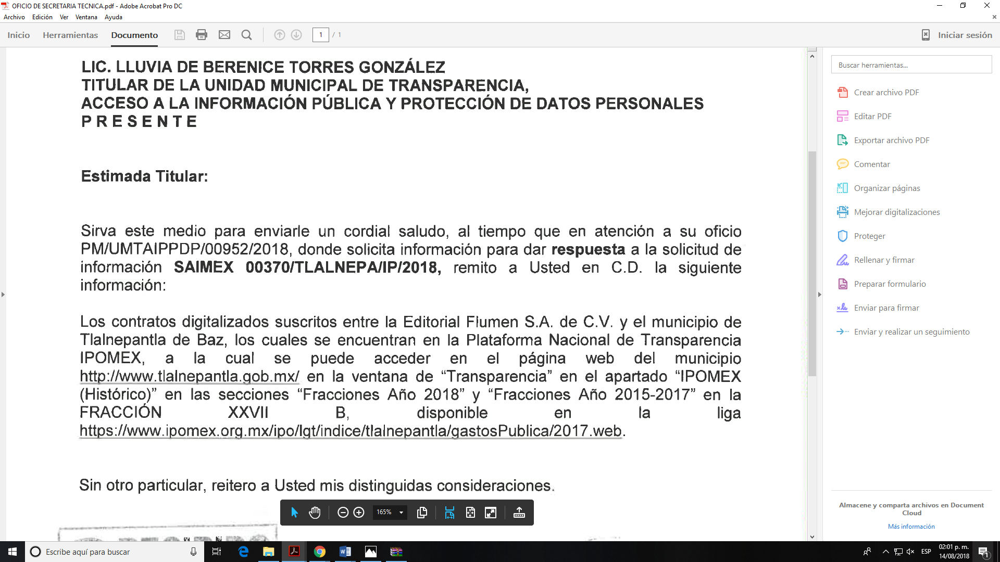 OFICIO DE SECRETARIA TECNICA.pdf - Adobe Acrobat Pro DC
Archivo Edición Ver Ventana Ayuda
Inicio Herramientas Documento 1 / 1 Iniciar sesión
LIC. LLUVIA DE BERENICE TORRES GONZÁLEZ
TITULAR DE LA UNIDAD MUNICIPAL DE TRANSPARENCIA,
ACCESO A LA INFORMACIÓN PÚBLICA Y PROTECCIÓN DE DATOS PERSONALES
P R E S E N T E
Estimada Titular:
Sirva este medio para enviarle un cordial saludo, al tiempo que en atención a su oficio
PM/UMTAIPPDP/00952/2018, donde solicita información para dar respuesta a la solicitud de
información SAIMEX 00370/TLALNEPA/IP/2018, remito a Usted en C.D. la siguiente
información:
Los contratos digitalizados suscritos entre la Editorial Flumen S.A. de C.V. y el municipio de
Tlalnepantla de Baz, los cuales se encuentran en la Plataforma Nacional de Transparencia
IPOMEX, a la cual se puede acceder en el página web del municipio
http://www.tlalnepantla.gob.mx/ en la ventana de “Transparencia” en el apartado “IPOMEX
(Histórico)” en las secciones “Fracciones Año 2018” y “Fracciones Año 2015-2017” en la
FRACCIÓN XXVII B, disponible en la liga
https://www.ipomex.org.mx/ipo/lgt/indice/tlalnepantla/gastosPublica/2017.web.
Sin otro particular, reitero a Usted mis distinguidas consideraciones.
165%
Buscar herramientas...
Crear archivo PDF
Editar PDF
Exportar archivo PDF
Comentar
Organizar páginas
Mejorar digitalizaciones
Proteger
Rellenar y firmar
Preparar formulario
Enviar para firmar
Enviar y realizar un seguimiento
Almacene y comparta archivos en Document
Cloud
Más información
Escribe aquí para buscar
ESP
02:01 p. m.
14/08/2018
1